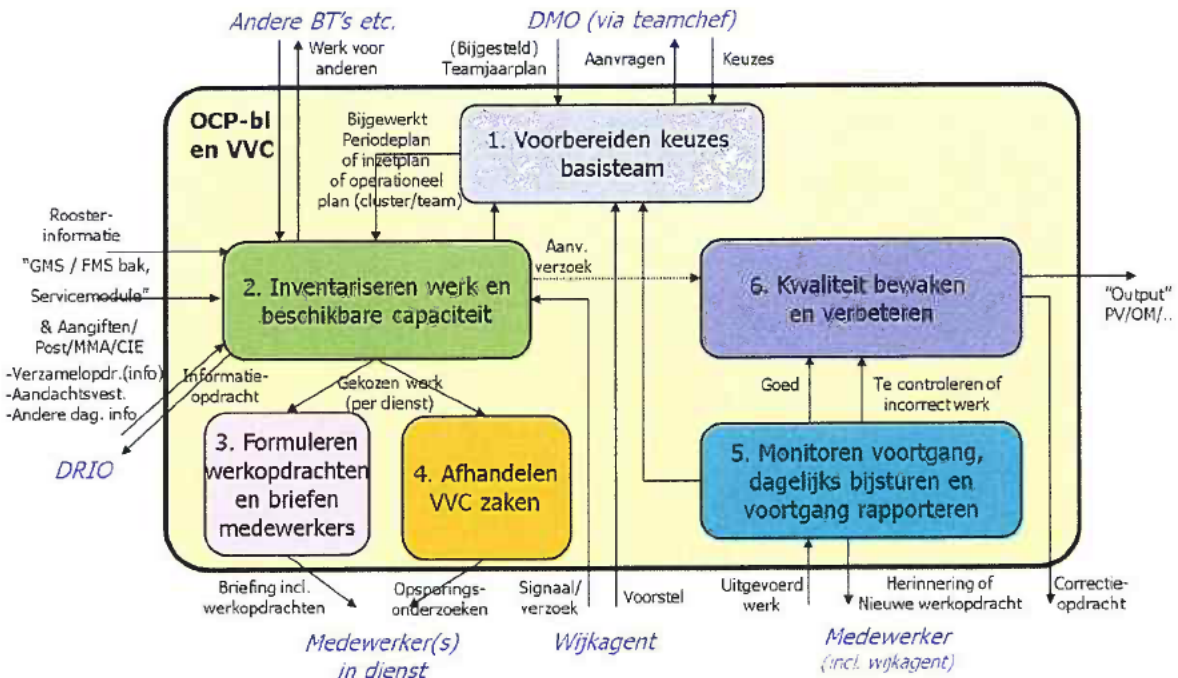 Andere BT's etc.
DMO (via teamchef)
Werk voor
anderen
(Bijgesteld)
Teamjaarplan
Aanvragen
Keuzes
OCP-bl
en VVC
Bijgewerkt
Periodeplan
of inzetplan
of operationeel
plan (cluster/team)
1. Voorbereiden keuzes
basisteam
Rooster-
informatie
"GMS / FMS bak,
Servicemodule"
& Aangiften/
Post/MMA/CIE
-Verzamelopdr.(info)
-Aandachtsvest.
-Andere dag. info
DRIO
Informatie-
opdracht
2. Inventariseren werk en
beschikbare capaciteit
Aanv.
verzoek
6. Kwaliteit bewaken
en verbeteren
"Output"
PV/OM/..
Gekozen werk
(per dienst)
Goed
Te controleren of
incorrect werk
3. Formuleren
werkopdrachten
en briefen
medewerkers
4. Afhandelen
VVC zaken
5. Monitoren voortgang,
dagelijks bijsturen en
voortgang rapporteren
Briefing incl.
werkopdrachten
Opsporings-
onderzoeken
Signaal/
verzoek
Voorstel
Uitgevoerd
werk
Herinnering of
Nieuwe werkopdracht
Correctie-
opdracht
Medewerker(s)
in dienst
Wijkagent
Medewerker
(incl. wijkagent)